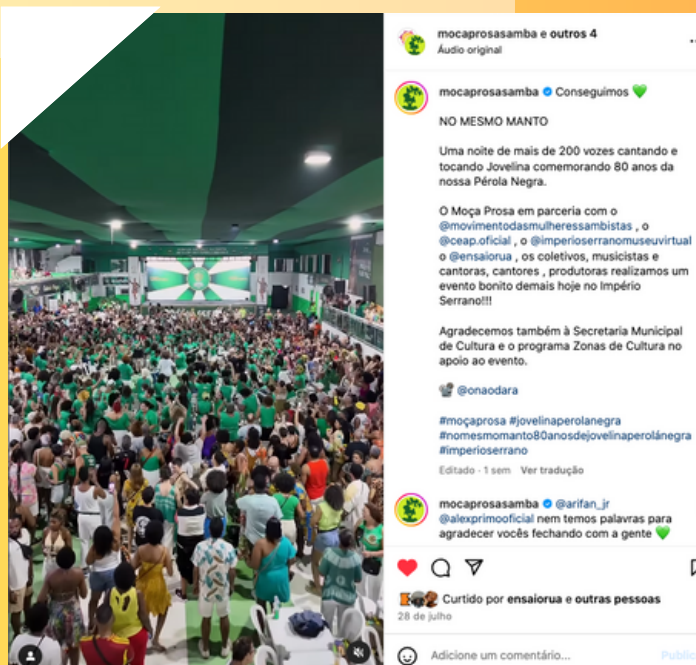 mocaprosasamba e outros 4
Áudio original
mocaprosasamba Conseguimos 💚
NO MESMO MANTO
Uma noite de mais de 200 vozes cantando e
tocando Jovelina comemorando 80 anos da
nossa Pérola Negra.
O Moça Prosa em parceria com o
@movimentodasmulheressambistas , o
@ceap.oficial , o @imperioserranomuseuvirtual
o @ensaiorua , os coletivos, musicistas e
cantoras, cantores , produtoras realizamos um
evento bonito demais hoje no Império
Serrano!!!
Agradecemos também à Secretaria Municipal
de Cultura e o programa Zonas de Cultura no
apoio ao evento.
📽 @onaodara
#moçaprosa #jovelinaperolanegra
#nomesmomanto80anosdejovelinaperolánegra
#imperioserrano
Editado · 1 sem Ver tradução
mocaprosasamba @arifan_jr
@alexprimooficial nem temos palavras para
agradecer vocês fechando com a gente 💚
Curtido por ensaiorua e outras pessoas
28 de julho
Adicione um comentário... Public